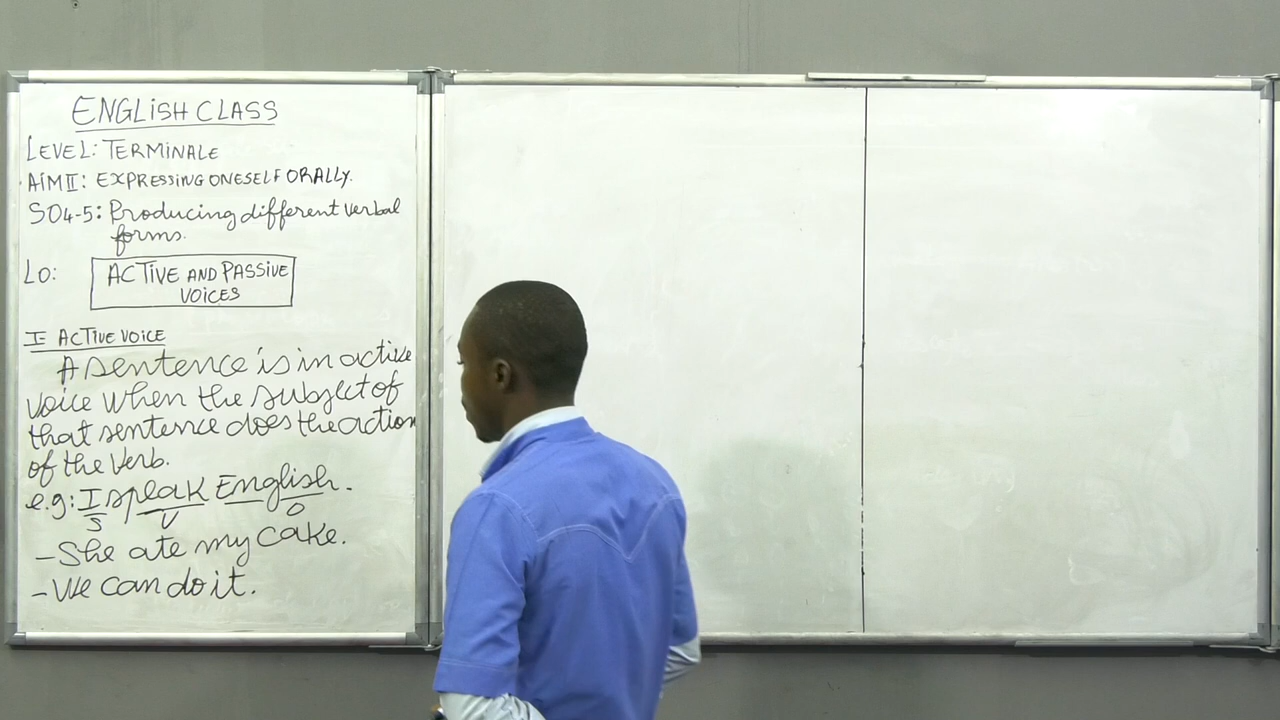 ENGLISH CLASS
LEVEL: TERMINALE
AIM II: EXPRESSING ONESELF ORALLY.
SO4-5: Producing different verbal
forms.
LO: ACTIVE AND PASSIVE
VOICES
I- ACTIVE VOICE
A sentence is in active
voice when the subject of
that sentence does the action
of the verb.
e.g: I speak English.
S V O
- She ate my cake.
- We can do it.